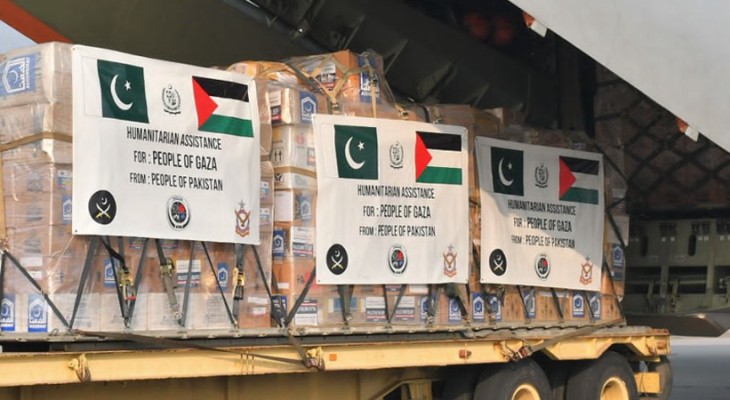 HUMANITARIAN ASSISTANCE
FOR : PEOPLE OF GAZA
FROM : PEOPLE OF PAKISTAN
HUMANITARIAN ASSISTANCE
FOR : PEOPLE OF GAZA
FROM : PEOPLE OF PAKISTAN
HUMANITARIAN ASSISTANCE
FOR : PEOPLE OF GAZA
FROM : PEOPLE OF PAKISTAN